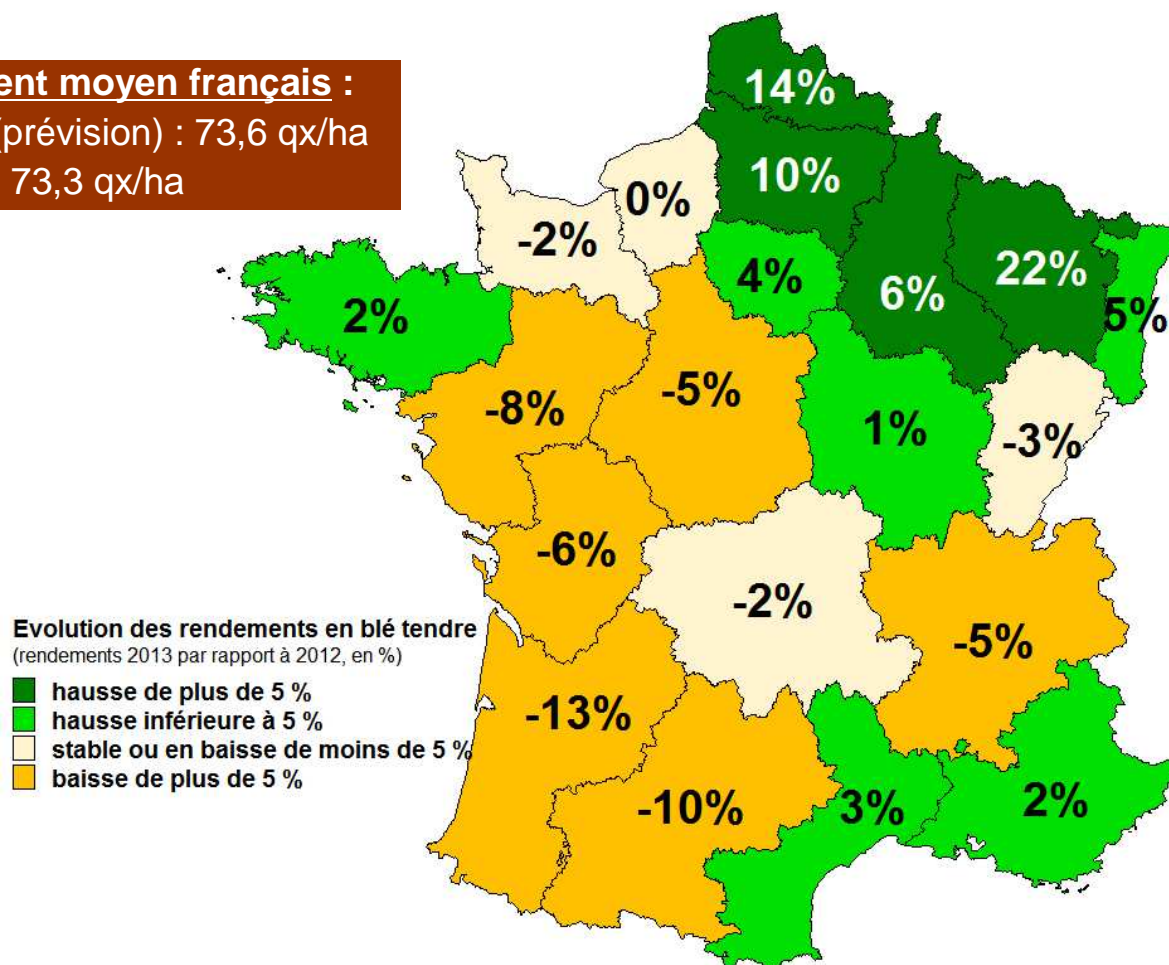 ent moyen français :
(prévision) : 73,6 qx/ha
73,3 qx/ha
14%
10%
0%
-2%
4%
6%
22%
5%
2%
-8%
-5%
1%
-3%
-6%
-2%
-5%
Evolution des rendements en blé tendre
(rendements 2013 par rapport à 2012, en %)
hausse de plus de 5 %
hausse inférieure à 5 %
stable ou en baisse de moins de 5 %
baisse de plus de 5 %
-13%
-10%
3%
2%